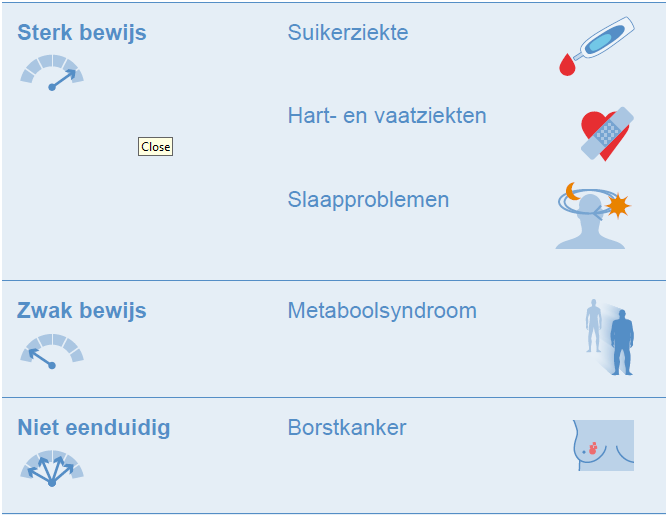 Sterk bewijs
Suikerziekte
Hart- en vaatziekten
Close
Slaapproblemen
Zwak bewijs
Metaboolsyndroom
Niet eenduidig
Borstkanker